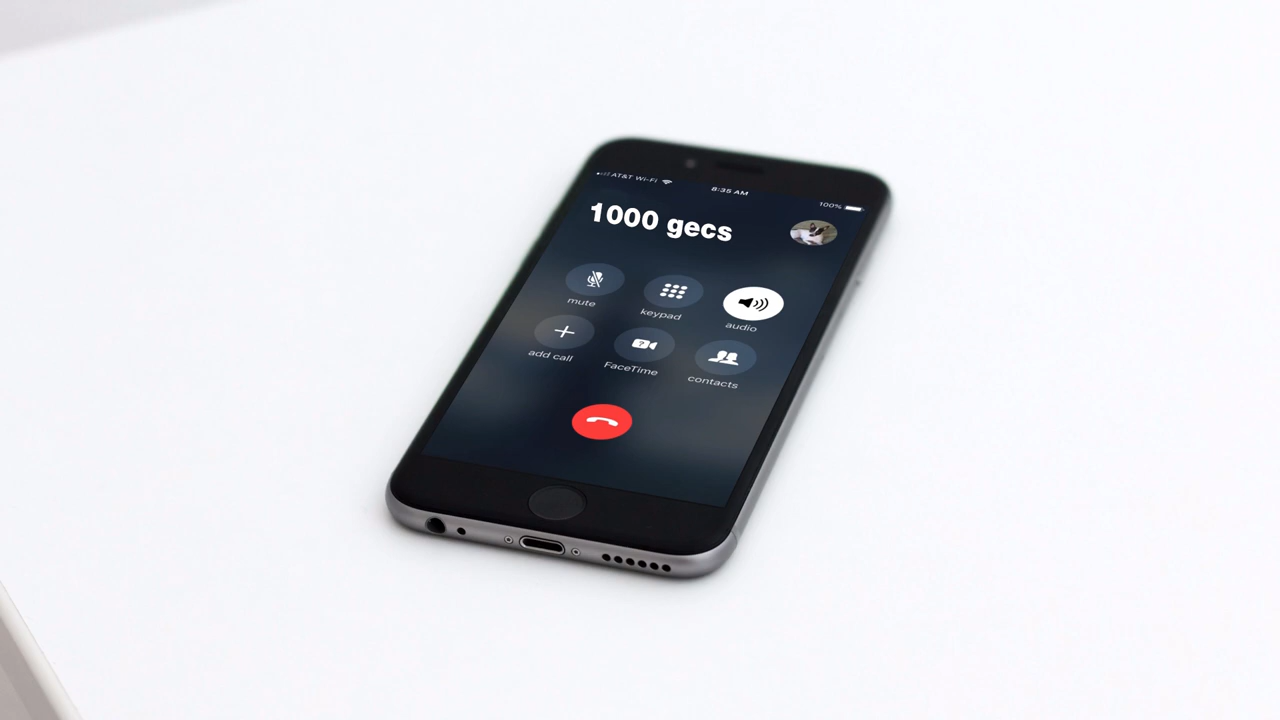 AT&T Wi-Fi 8:35 AM 100%
1000 gecs
mute keypad audio
add call FaceTime contacts